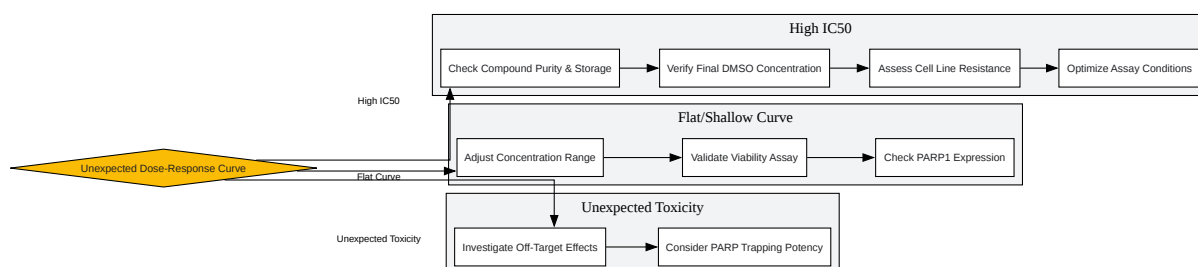 High IC50
Check Compound Purity & Storage
Verify Final DMSO Concentration
Assess Cell Line Resistance
Optimize Assay Conditions
High IC50
Flat/Shallow Curve
Unexpected Dose-Response Curve
Adjust Concentration Range
Validate Viability Assay
Check PARP1 Expression
Flat Curve
Unexpected Toxicity
Unexpected Toxicity
Investigate Off-Target Effects
Consider PARP Trapping Potency